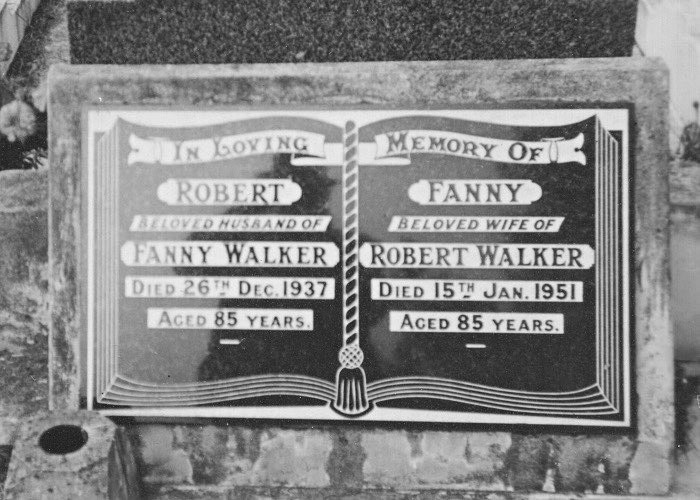 IN LOVING
ROBERT
BELOVED HUSBAND OF
FANNY WALKER
DIED 26TH DEC. 1937
AGED 85 YEARS.
MEMORY OF
FANNY
BELOVED WIFE OF
ROBERT WALKER
DIED 15TH JAN. 1951
AGED 85 YEARS.